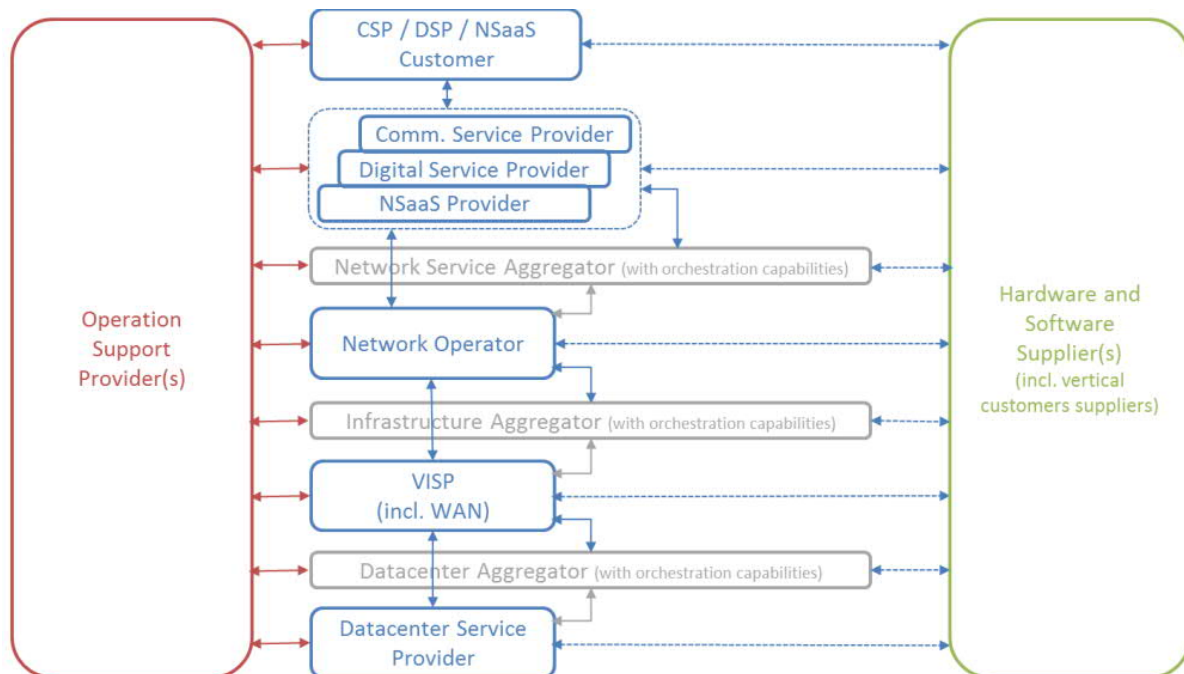 CSP / DSP / NSaaS
Customer
Comm. Service Provider
Digital Service Provider
NSaaS Provider
Network Service Aggregator (with orchestration capabilities)
Operation
Support
Provider(s)
Network Operator
Hardware and
Software
Supplier(s)
(incl. vertical
customers suppliers)
Infrastructure Aggregator (with orchestration capabilities)
VISP
(incl. WAN)
Datacenter Aggregator (with orchestration capabilities)
Datacenter Service
Provider